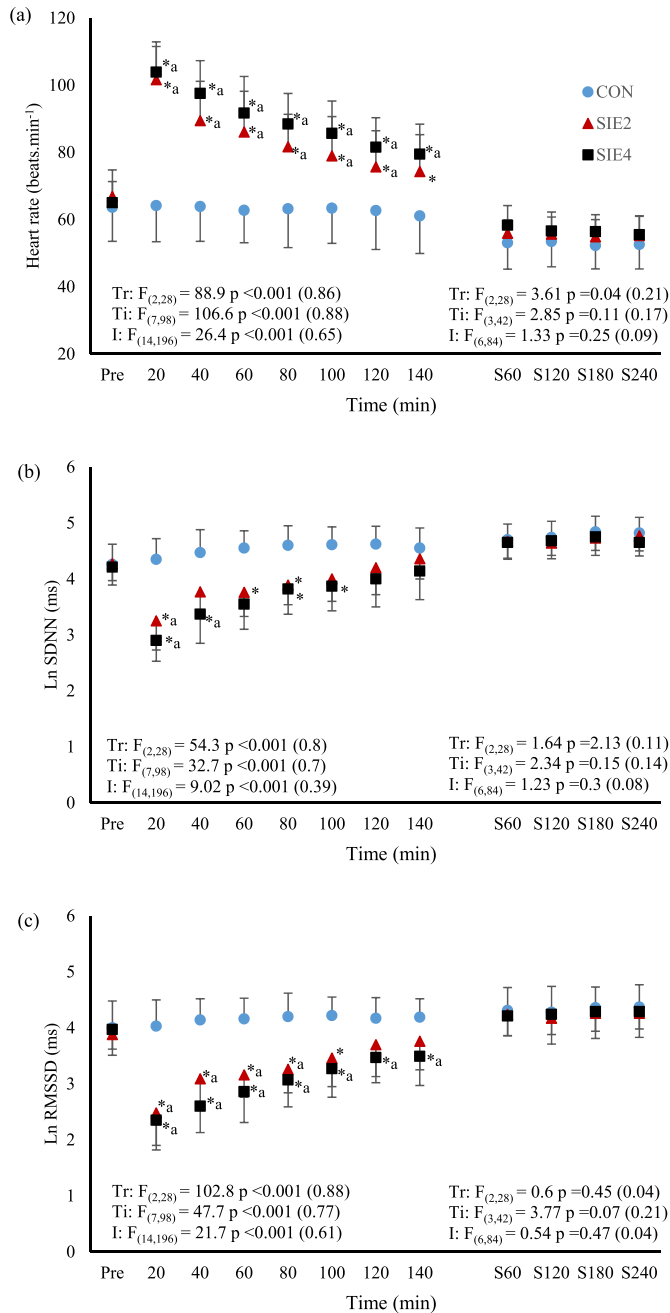 (a)
120
100
80
60
40
20
Heart rate (beats.min⁻¹)
*a
*a
*a
*a
*a
*a
*a
*a
*a
*a
*a
*a
*a
*
CON
SIE2
SIE4
Tr: F(2,28) = 88.9 p <0.001 (0.86)
Ti: F(7,98) = 106.6 p <0.001 (0.88)
I: F(14,196) = 26.4 p <0.001 (0.65)
Tr: F(2,28) = 3.61 p =0.04 (0.21)
Ti: F(3,42) = 2.85 p =0.11 (0.17)
I: F(6,84) = 1.33 p =0.25 (0.09)
Pre 20 40 60 80 100 120 140 S60 S120 S180 S240
Time (min)
(b)
6
5
4
3
2
1
0
Ln SDNN (ms)
*a
*a
*a
*
*
*
*
Tr: F(2,28) = 54.3 p <0.001 (0.8)
Ti: F(7,98) = 32.7 p <0.001 (0.7)
I: F(14,196) = 9.02 p <0.001 (0.39)
Tr: F(2,28) = 1.64 p =2.13 (0.11)
Ti: F(3,42) = 2.34 p =0.15 (0.14)
I: F(6,84) = 1.23 p =0.3 (0.08)
Pre 20 40 60 80 100 120 140 S60 S120 S180 S240
Time (min)
(c)
6
5
4
3
2
1
0
Ln RMSSD (ms)
*a
*a
*a
*a
*a
*a
*a
*a
*
*a
*a
*a
Tr: F(2,28) = 102.8 p <0.001 (0.88)
Ti: F(7,98) = 47.7 p <0.001 (0.77)
I: F(14,196) = 21.7 p <0.001 (0.61)
Tr: F(2,28) = 0.6 p =0.45 (0.04)
Ti: F(3,42) = 3.77 p =0.07 (0.21)
I: F(6,84) = 0.54 p =0.47 (0.04)
Pre 20 40 60 80 100 120 140 S60 S120 S180 S240
Time (min)